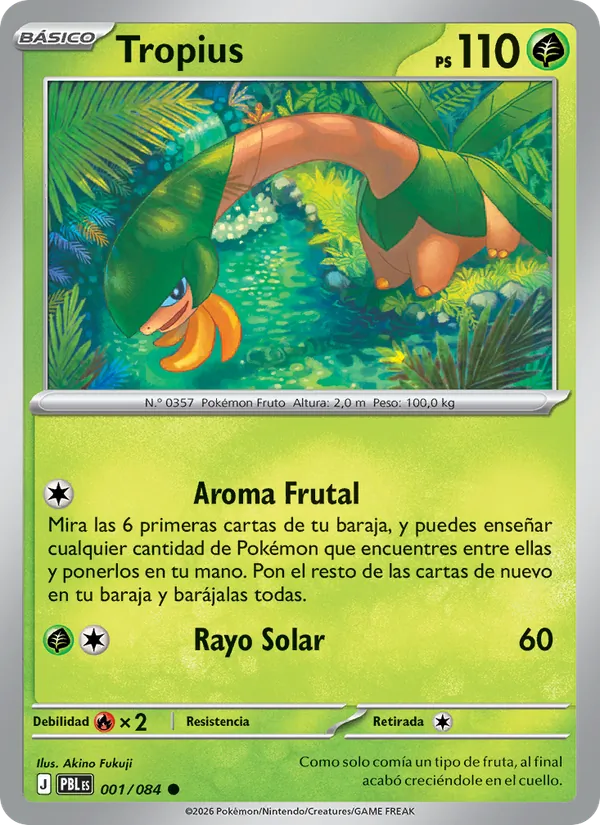 BÁSICO
Tropius
PS 110
N.º 0357 Pokémon Fruto Altura: 2,0 m Peso: 100,0 kg
Aroma Frutal
Mira las 6 primeras cartas de tu baraja, y puedes enseñar
cualquier cantidad de Pokémon que encuentres entre ellas
y ponerlos en tu mano. Pon el resto de las cartas de nuevo
en tu baraja y barájalas todas.
Rayo Solar 60
Debilidad ×2 Resistencia Retirada
Ilus. Akino Fukuji
Como solo comía un tipo de fruta, al final
acabó creciéndole en el cuello.
J PBL ES 001/084
©2026 Pokémon/Nintendo/Creatures/GAME FREAK